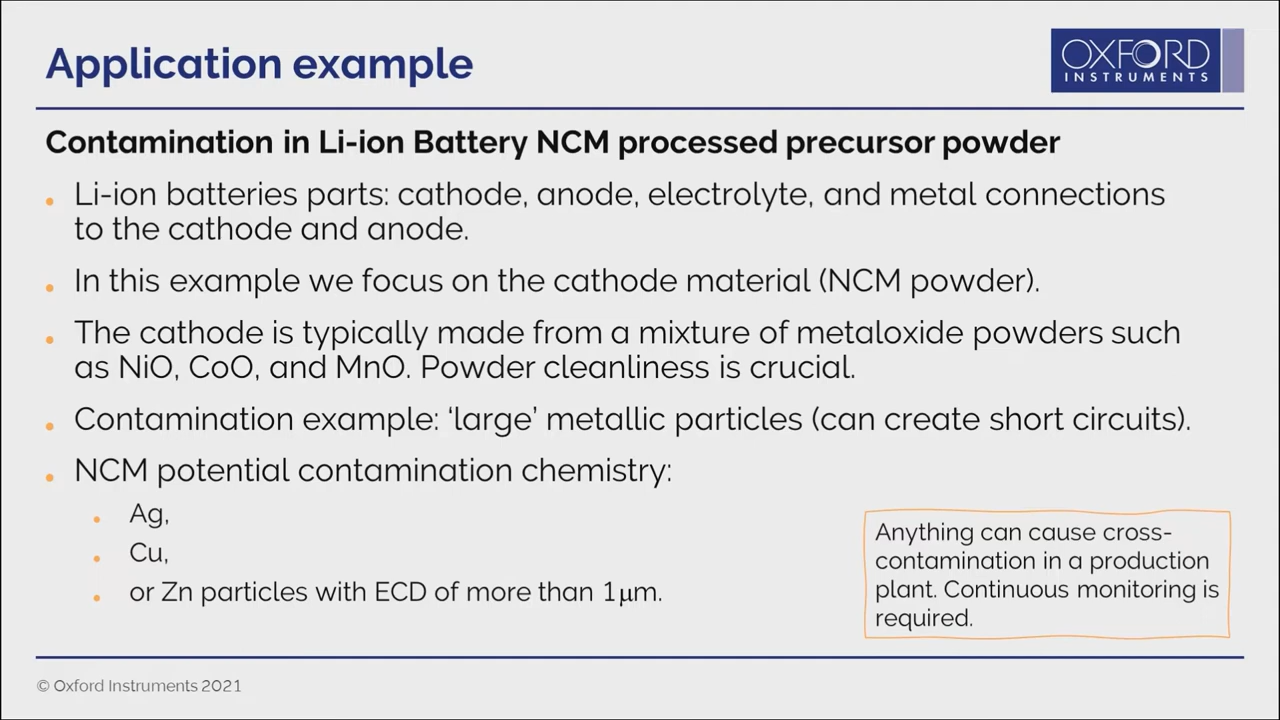 Application example
OXFORD
INSTRUMENTS
Contamination in Li-ion Battery NCM processed precursor powder
• Li-ion batteries parts: cathode, anode, electrolyte, and metal connections
to the cathode and anode.
• In this example we focus on the cathode material (NCM powder).
• The cathode is typically made from a mixture of metaloxide powders such
as NiO, CoO, and MnO. Powder cleanliness is crucial.
• Contamination example: ‘large’ metallic particles (can create short circuits).
• NCM potential contamination chemistry:
• Ag,
• Cu,
• or Zn particles with ECD of more than 1μm.
Anything can cause cross-
contamination in a production
plant. Continuous monitoring is
required.
© Oxford Instruments 2021